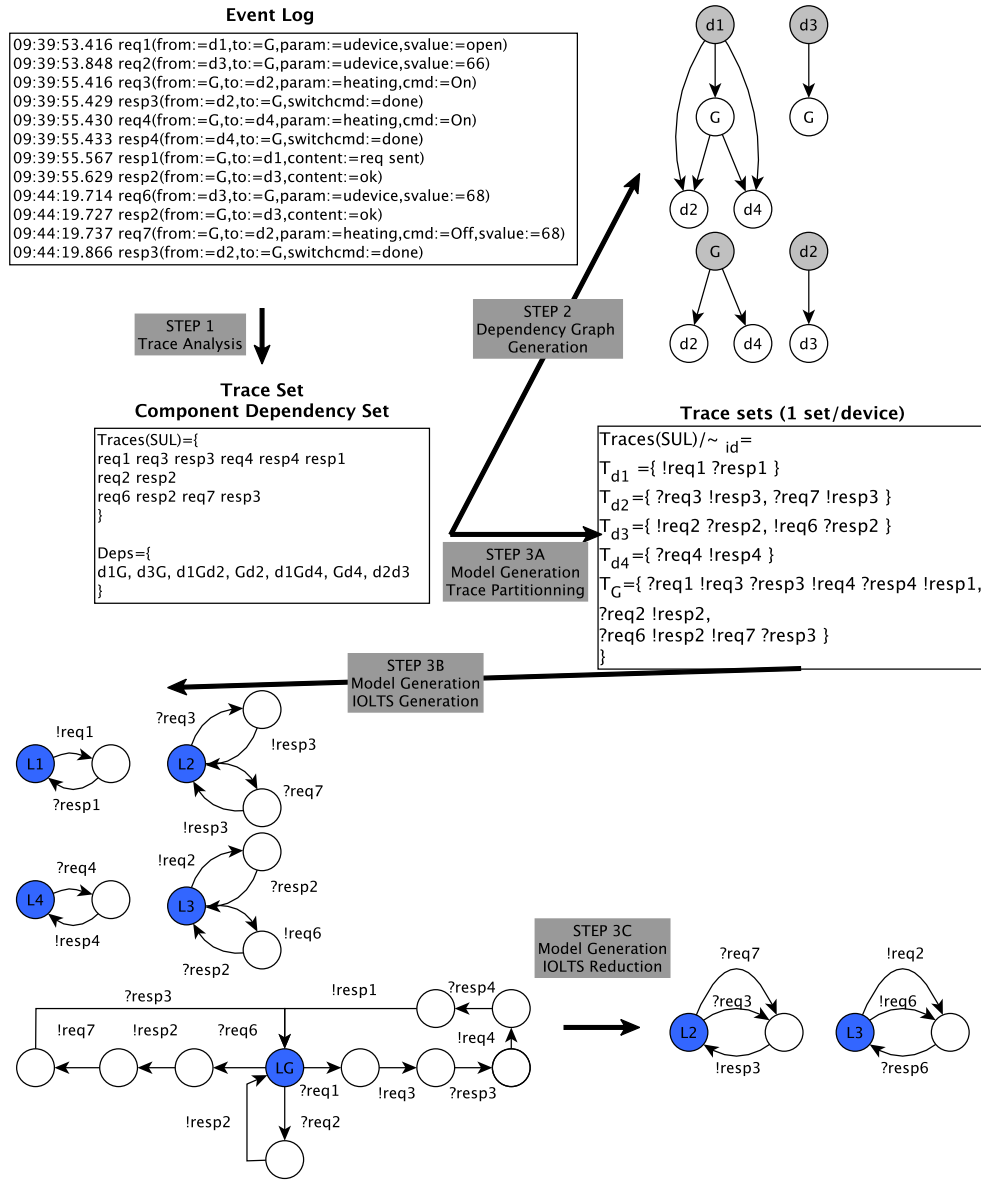 Event Log
09:39:53.416 req1(from:=d1,to:=G,param:=udevice,svalue:=open)
09:39:53.848 req2(from:=d3,to:=G,param:=udevice,svalue:=66)
09:39:55.416 req3(from:=G,to:=d2,param:=heating,cmd:=On)
09:39:55.429 resp3(from:=d2,to:=G,switchcmd:=done)
09:39:55.430 req4(from:=G,to:=d4,param:=heating,cmd:=On)
09:39:55.433 resp4(from:=d4,to:=G,switchcmd:=done)
09:39:55.567 resp1(from:=G,to:=d1,content:=req sent)
09:39:55.629 resp2(from:=G,to:=d3,content:=ok)
09:44:19.714 req6(from:=d3,to:=G,param:=udevice,svalue:=68)
09:44:19.727 resp2(from:=G,to:=d3,content:=ok)
09:44:19.737 req7(from:=G,to:=d2,param:=heating,cmd:=Off,svalue:=68)
09:44:19.866 resp3(from:=d2,to:=G,switchcmd:=done)
d1
d3
G
G
d2
d4
G
d2
d2
d4
d3
STEP 1
Trace Analysis
STEP 2
Dependency Graph
Generation
Trace Set
Component Dependency Set
Traces(SUL)={
req1 req3 resp3 req4 resp4 resp1
req2 resp2
req6 resp2 req7 resp3
}
Deps={
d1G, d3G, d1Gd2, Gd2, d1Gd4, Gd4, d2d3
}
STEP 3A
Model Generation
Trace Partitionning
Trace sets (1 set/device)
Traces(SUL)/~ id=
Td1 ={ !req1 ?resp1 }
Td2={ ?req3 !resp3, ?req7 !resp3 }
Td3={ !req2 ?resp2, !req6 ?resp2 }
Td4={ ?req4 !resp4 }
TG={ ?req1 !req3 ?resp3 !req4 ?resp4 !resp1,
?req2 !resp2,
?req6 !resp2 !req7 ?resp3 }
}
STEP 3B
Model Generation
IOLTS Generation
!req1
L1
?resp1
?req3
!resp3
L2
?req7
!resp3
?req4
L4
!resp4
!req2
?resp2
L3
!req6
?resp2
?resp3
!resp1
?resp4
!req7
!resp2
?req6
!req4
LG
?req1
!req3
?resp3
!resp2
?req2
STEP 3C
Model Generation
IOLTS Reduction
?req7
?req3
L2
!resp3
!req2
!req6
L3
?resp6